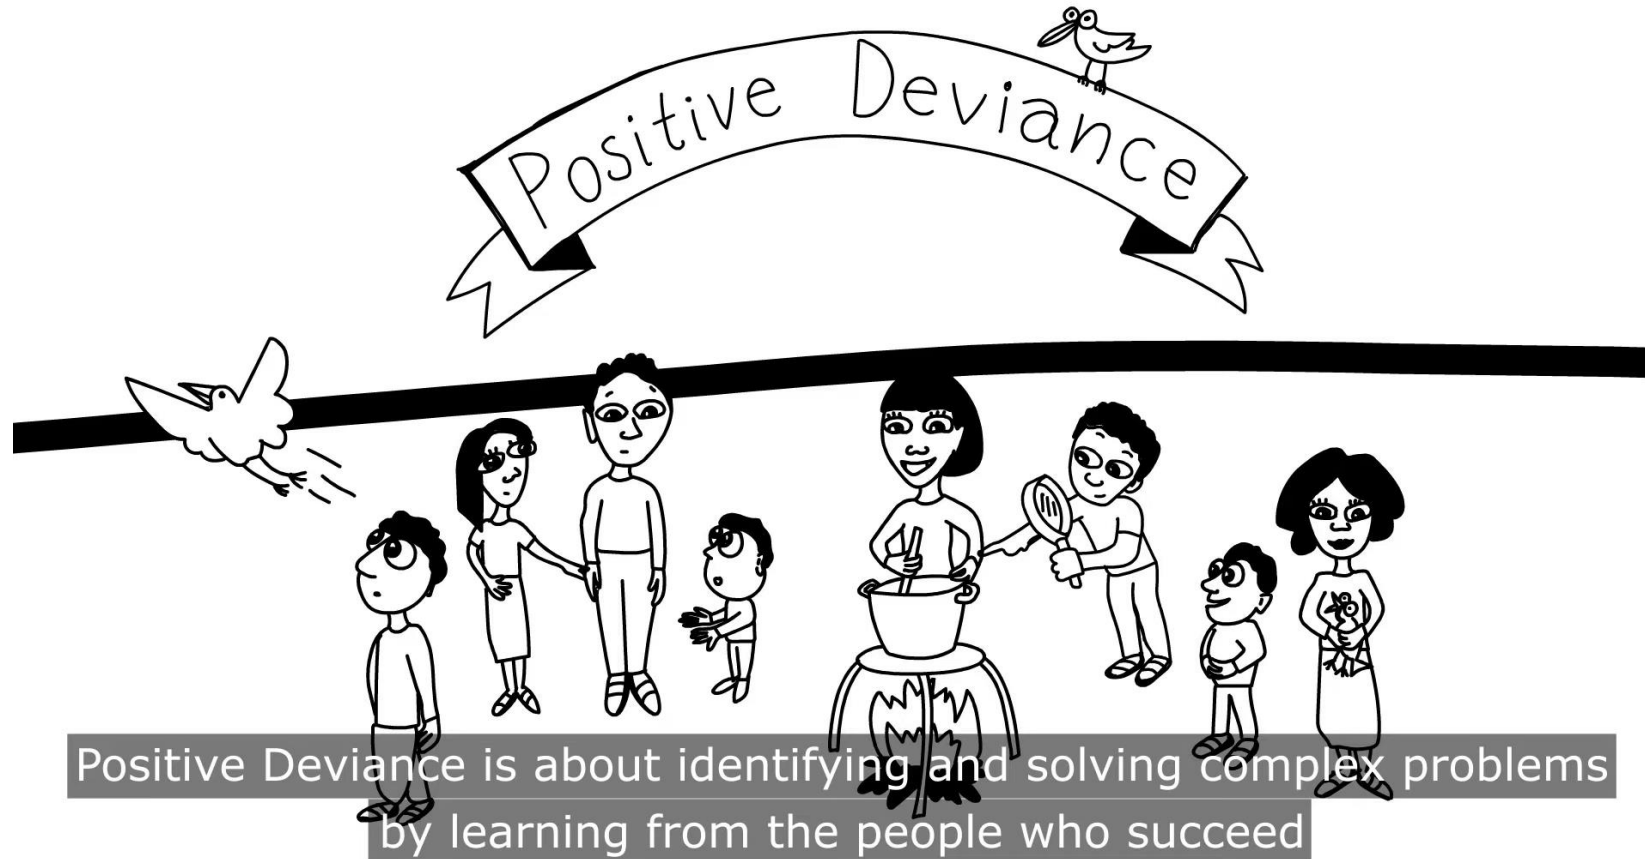 Positive Deviance
Positive Deviance is about identifying and solving complex problems
by learning from the people who succeed